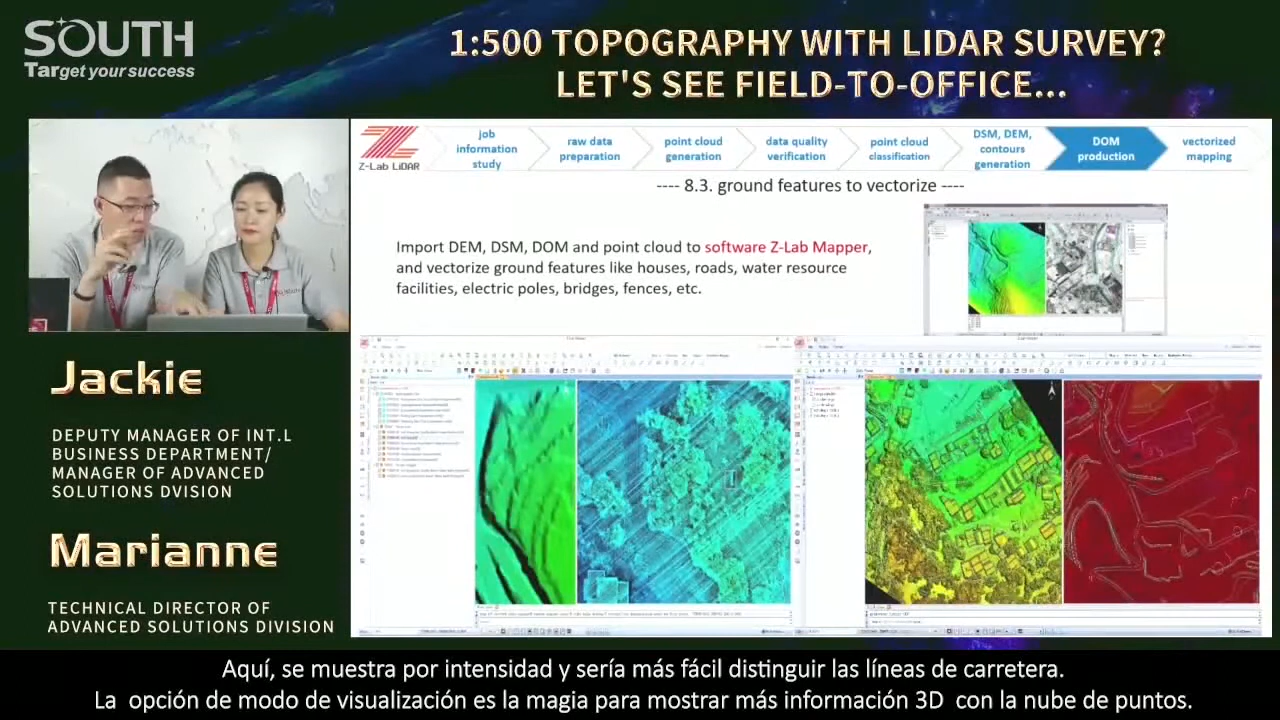 SOUTH
Target your success
1:500 TOPOGRAPHY WITH LIDAR SURVEY?
LET'S SEE FIELD-TO-OFFICE...
Z-Lab LiDAR
job
information
study
raw data
preparation
point cloud
generation
data quality
verification
point cloud
classification
DSM, DEM,
contours
generation
DOM
production
vectorized
mapping
---- 8.3. ground features to vectorize ----
Import DEM, DSM, DOM and point cloud to software Z-Lab Mapper,
and vectorize ground features like houses, roads, water resource
facilities, electric poles, bridges, fences, etc.
Jackie
DEPUTY MANAGER OF INT.L
BUSINESS DEPARTMENT/
MANAGER OF ADVANCED
SOLUTIONS DVISION
Marianne
TECHNICAL DIRECTOR OF
ADVANCED SOLUTIONS DIVISION
Aquí, se muestra por intensidad y sería más fácil distinguir las líneas de carretera.
La opción de modo de visualización es la magia para mostrar más información 3D con la nube de puntos.